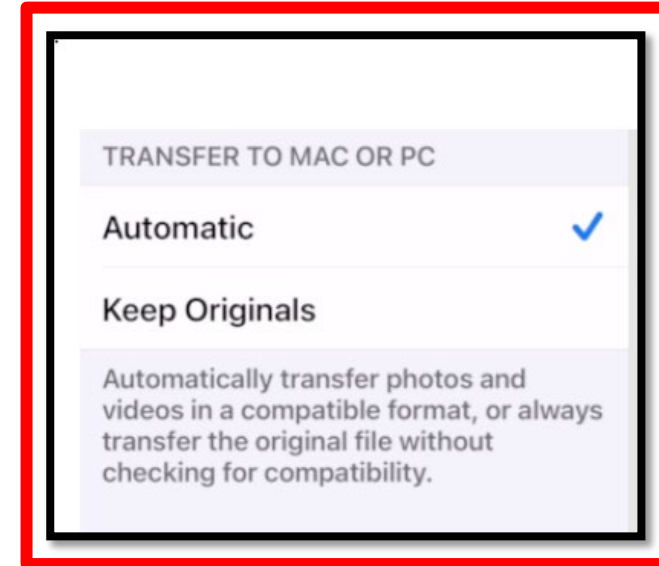 TRANSFER TO MAC OR PC
Automatic
Keep Originals
Automatically transfer photos and
videos in a compatible format, or always
transfer the original file without
checking for compatibility.